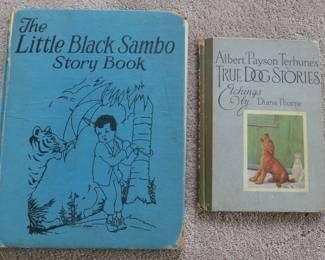 The
Little Black Sambo
Story Book
Albert Payson Terhune's
TRUE DOG STORIES
Etchings
by Diana Thorne